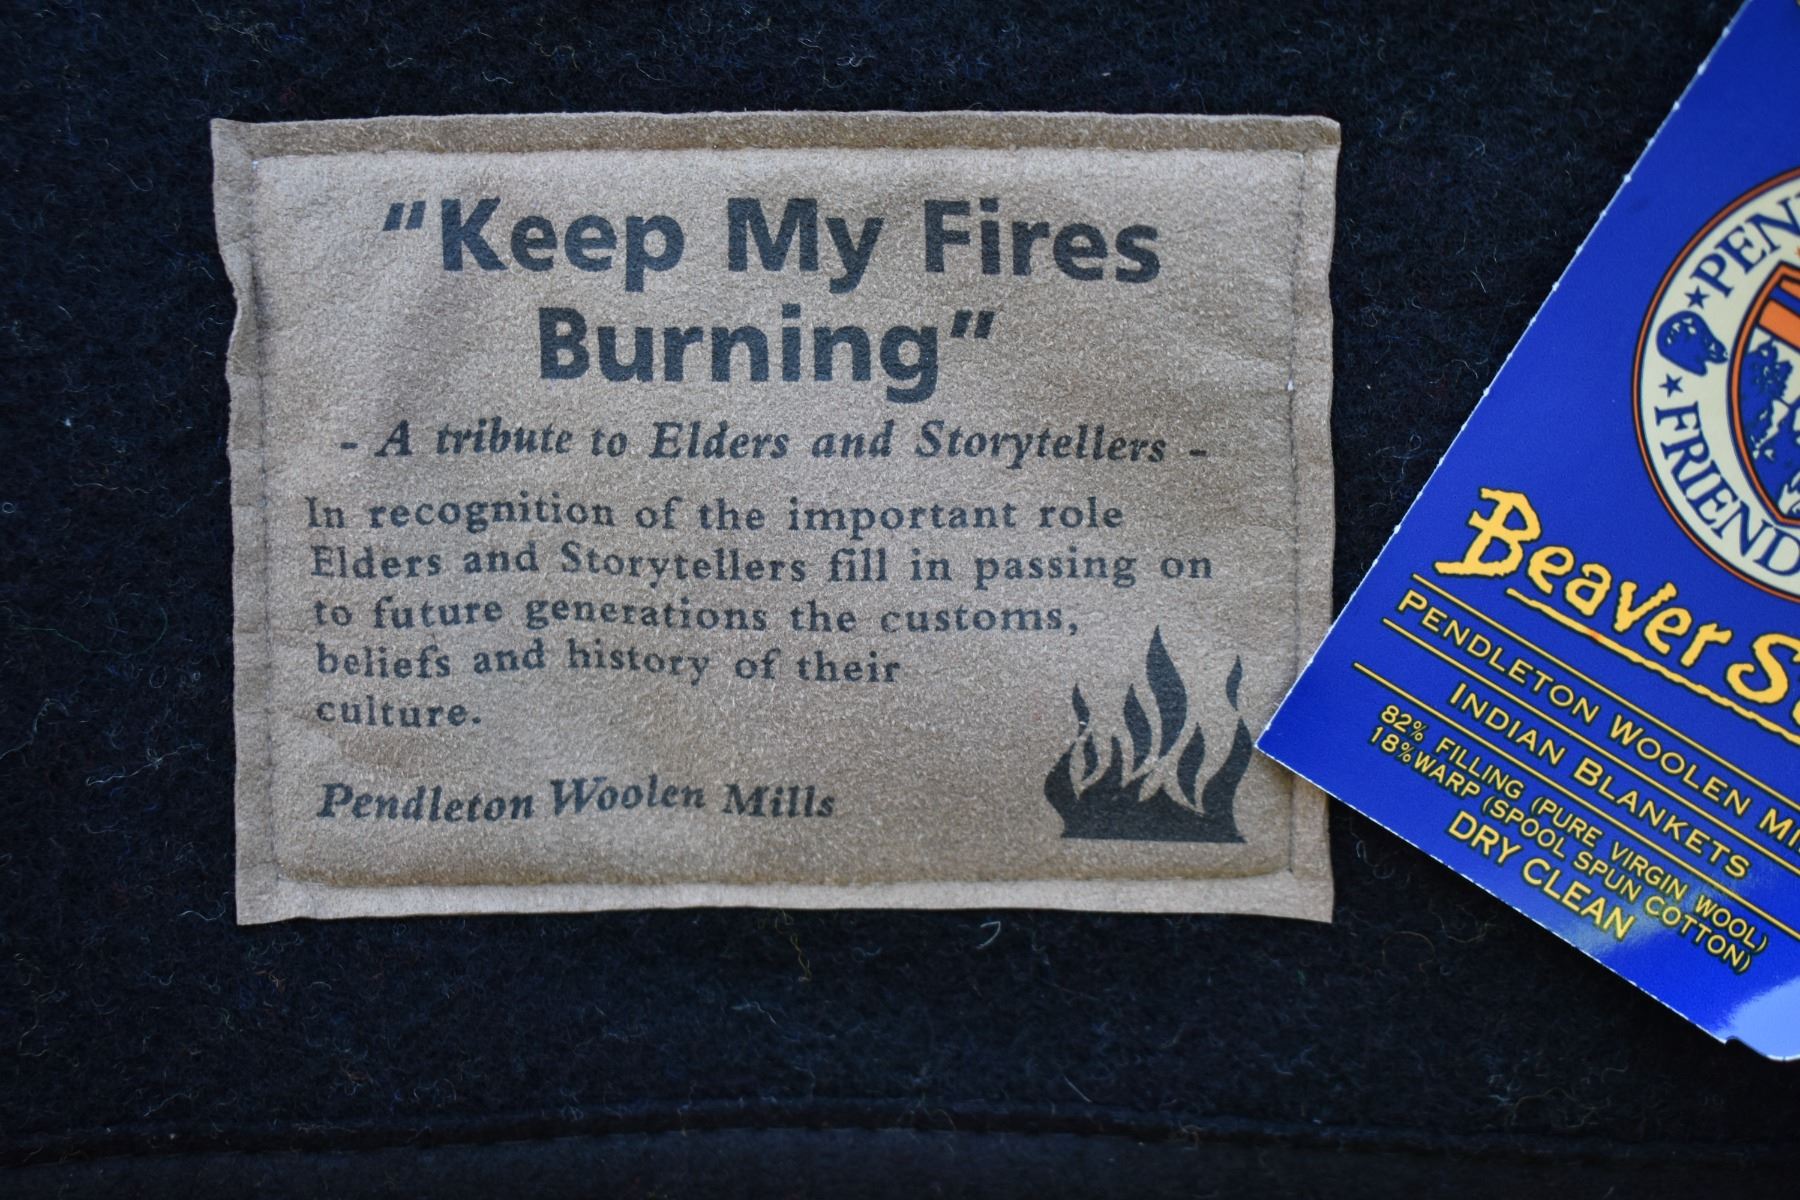 “Keep My Fires
Burning”
- A tribute to Elders and Storytellers -
In recognition of the important role
Elders and Storytellers fill in passing on
to future generations the customs,
beliefs and history of their
culture.
Pendleton Woolen Mills
FRIEND
Beaver
PENDLETON WOOLEN
INDIAN BLANKETS
82% FILLING (PURE VIRGIN WOOL)
18% WARP (SPOOL SPUN COTTON)
DRY CLEAN